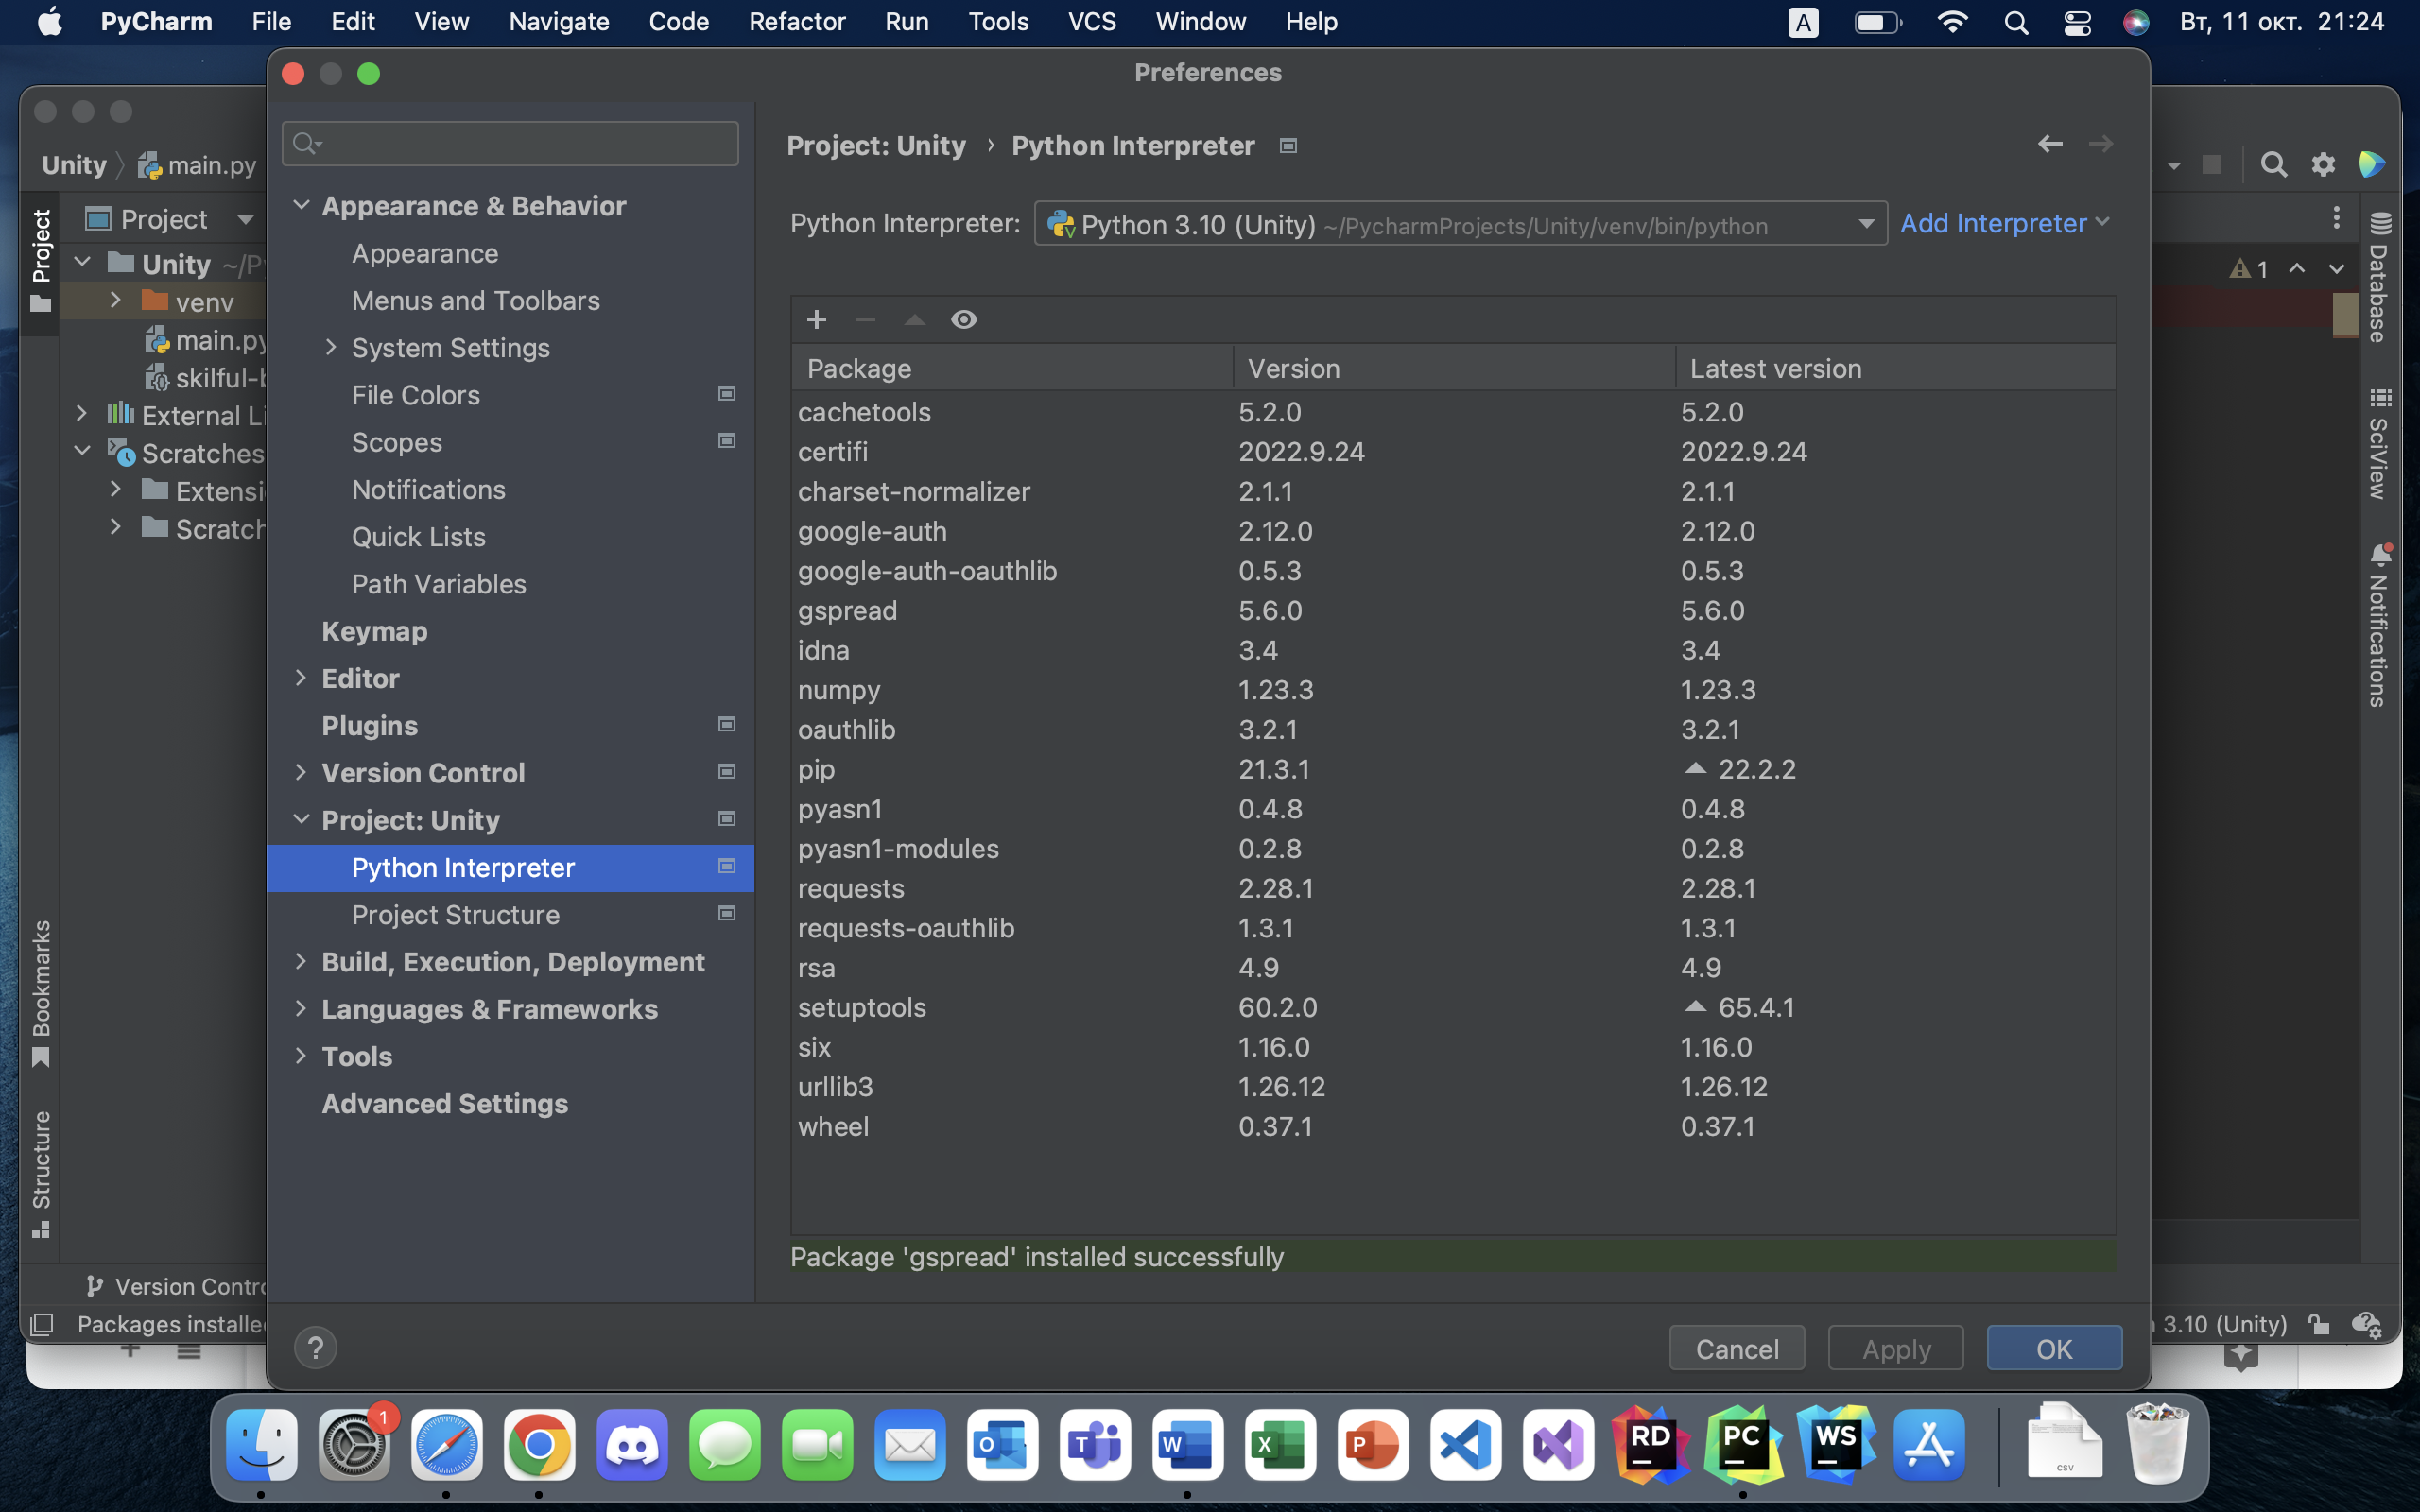 PyCharm File Edit View Navigate Code Refactor Run Tools VCS Window Help A Вт, 11 окт. 21:24
Preferences
Unity main.py
Project
Project
Unity ~/P
venv
main.py
skilful-b
External Li
Scratches
Extensi
Scratch
Bookmarks
Structure
Version Contro
Packages installe
Appearance & Behavior
Appearance
Menus and Toolbars
System Settings
File Colors
Scopes
Notifications
Quick Lists
Path Variables
Keymap
Editor
Plugins
Version Control
Project: Unity
Python Interpreter
Project Structure
Build, Execution, Deployment
Languages & Frameworks
Tools
Advanced Settings
?
Project: Unity › Python Interpreter
Python Interpreter: Python 3.10 (Unity) ~/PycharmProjects/Unity/venv/bin/python Add Interpreter
Package Version Latest version
cachetools 5.2.0 5.2.0
certifi 2022.9.24 2022.9.24
charset-normalizer 2.1.1 2.1.1
google-auth 2.12.0 2.12.0
google-auth-oauthlib 0.5.3 0.5.3
gspread 5.6.0 5.6.0
idna 3.4 3.4
numpy 1.23.3 1.23.3
oauthlib 3.2.1 3.2.1
pip 21.3.1 22.2.2
pyasn1 0.4.8 0.4.8
pyasn1-modules 0.2.8 0.2.8
requests 2.28.1 2.28.1
requests-oauthlib 1.3.1 1.3.1
rsa 4.9 4.9
setuptools 60.2.0 65.4.1
six 1.16.0 1.16.0
urllib3 1.26.12 1.26.12
wheel 0.37.1 0.37.1
Package 'gspread' installed successfully
Cancel Apply OK
1
Database
SciView
Notifications
3.10 (Unity)
1 O T W X P RD PC WS CSV